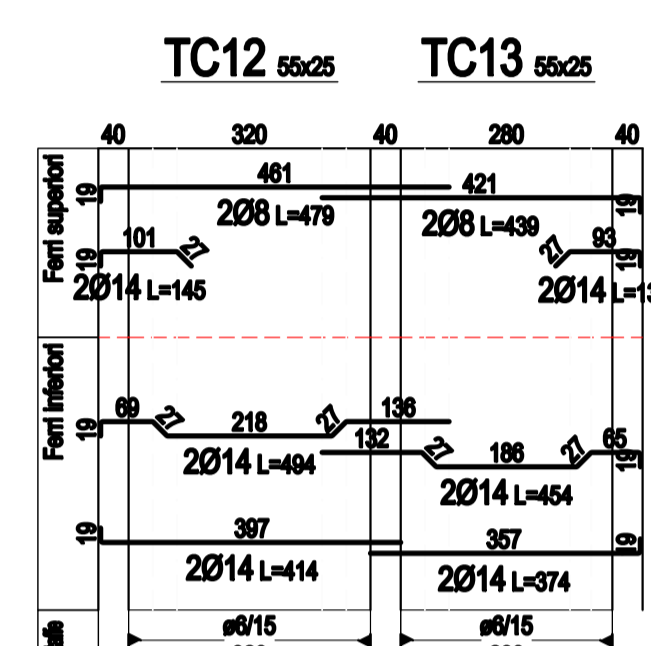 TC12 55x25 TC13 55x25
40 320 40 280 40
Ferri superiori
461
421
19
2Ø8 L=479
2Ø8 L=439
19
101
27
19
2Ø14 L=145
27
93
19
2Ø14
Ferri inferiori
69
27
218
27
136
19
2Ø14 L=494
132
27
186
27
65
19
2Ø14 L=454
397
19
2Ø14 L=414
357
19
2Ø14 L=374
ø6/15 ø6/15